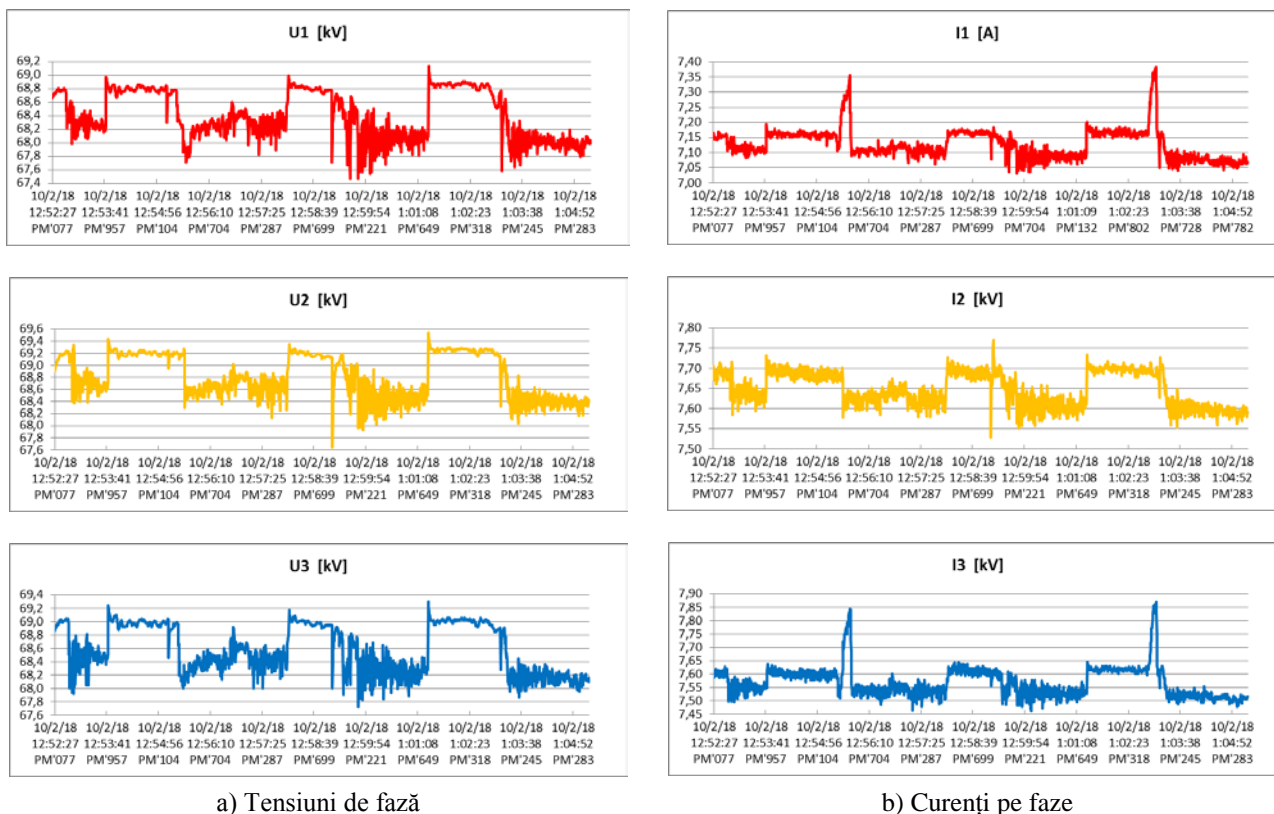 U1 [kV]
69,2
69,0
68,8
68,6
68,4
68,2
68,0
67,8
67,6
67,4
10/2/18 10/2/18 10/2/18 10/2/18 10/2/18 10/2/18 10/2/18 10/2/18 10/2/18 10/2/18 10/2/18
12:52:27 12:53:41 12:54:56 12:56:10 12:57:25 12:58:39 12:59:54 1:01:08 1:02:23 1:03:38 1:04:52
PM'077 PM'957 PM'104 PM'704 PM'287 PM'699 PM'221 PM'649 PM'318 PM'245 PM'283
I1 [A]
7,40
7,35
7,30
7,25
7,20
7,15
7,10
7,05
7,00
10/2/18 10/2/18 10/2/18 10/2/18 10/2/18 10/2/18 10/2/18 10/2/18 10/2/18 10/2/18 10/2/18
12:52:27 12:53:41 12:54:56 12:56:10 12:57:25 12:58:39 12:59:54 1:01:09 1:02:23 1:03:38 1:04:52
PM'077 PM'957 PM'104 PM'704 PM'287 PM'699 PM'704 PM'132 PM'802 PM'728 PM'782
U2 [kV]
69,6
69,4
69,2
69,0
68,8
68,6
68,4
68,2
68,0
67,8
67,6
10/2/18 10/2/18 10/2/18 10/2/18 10/2/18 10/2/18 10/2/18 10/2/18 10/2/18 10/2/18 10/2/18
12:52:27 12:53:41 12:54:56 12:56:10 12:57:25 12:58:39 12:59:54 1:01:08 1:02:23 1:03:38 1:04:52
PM'077 PM'957 PM'104 PM'704 PM'287 PM'699 PM'221 PM'649 PM'318 PM'245 PM'283
I2 [kV]
7,80
7,75
7,70
7,65
7,60
7,55
7,50
10/2/18 10/2/18 10/2/18 10/2/18 10/2/18 10/2/18 10/2/18 10/2/18 10/2/18 10/2/18 10/2/18
12:52:27 12:53:41 12:54:56 12:56:10 12:57:25 12:58:39 12:59:54 1:01:08 1:02:23 1:03:38 1:04:52
PM'077 PM'957 PM'104 PM'704 PM'287 PM'699 PM'221 PM'649 PM'318 PM'245 PM'283
U3 [kV]
69,4
69,2
69,0
68,8
68,6
68,4
68,2
68,0
67,8
67,6
10/2/18 10/2/18 10/2/18 10/2/18 10/2/18 10/2/18 10/2/18 10/2/18 10/2/18 10/2/18 10/2/18
12:52:27 12:53:41 12:54:56 12:56:10 12:57:25 12:58:39 12:59:54 1:01:08 1:02:23 1:03:38 1:04:52
PM'077 PM'957 PM'104 PM'704 PM'287 PM'699 PM'221 PM'649 PM'318 PM'245 PM'283
I3 [kV]
7,90
7,85
7,80
7,75
7,70
7,65
7,60
7,55
7,50
7,45
10/2/18 10/2/18 10/2/18 10/2/18 10/2/18 10/2/18 10/2/18 10/2/18 10/2/18 10/2/18 10/2/18
12:52:27 12:53:41 12:54:56 12:56:10 12:57:25 12:58:39 12:59:54 1:01:08 1:02:23 1:03:38 1:04:52
PM'077 PM'957 PM'104 PM'704 PM'287 PM'699 PM'221 PM'649 PM'318 PM'245 PM'283
a) Tensiuni de fază
b) Curenți pe faze